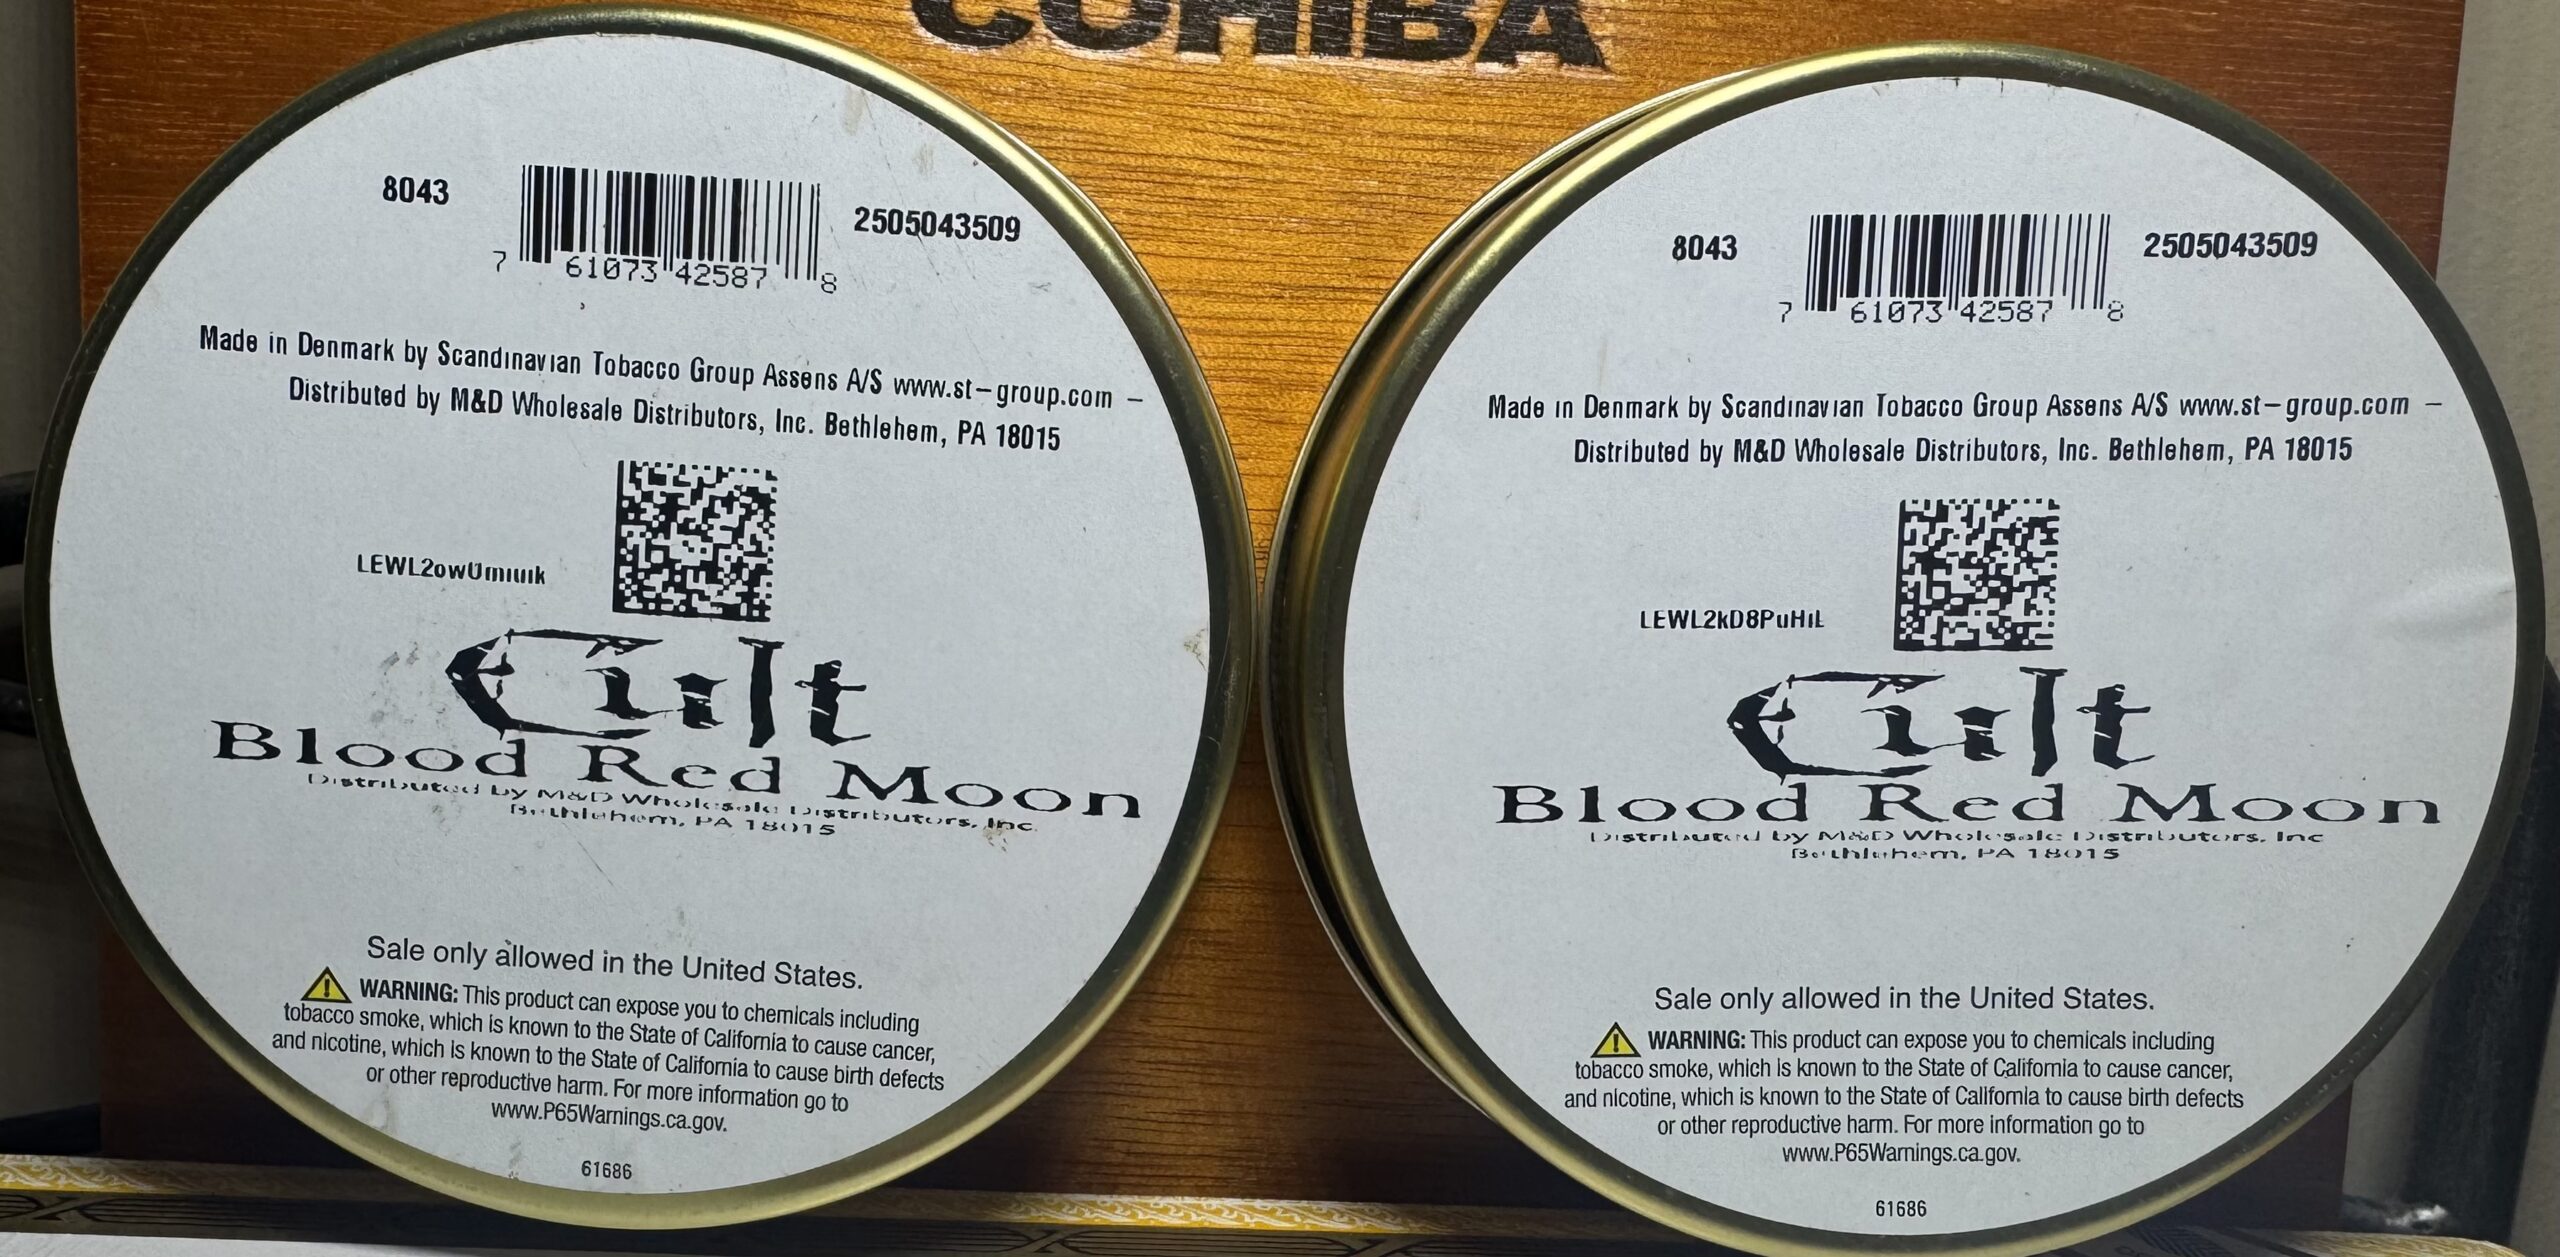 COHIBA
8043
2505043509
7 61073 42587 8
Made in Denmark by Scandinavian Tobacco Group Assens A/S www.st-group.com -
Distributed by M&D Wholesale Distributors, Inc. Bethlehem, PA 18015
Cult
Blood Red Moon
Distributed by M&D Wholesale Distributors, Inc.
Bethlehem, PA 18015
Sale only allowed in the United States.
WARNING: This product can expose you to chemicals including
tobacco smoke, which is known to the State of California to cause cancer,
and nicotine, which is known to the State of California to cause birth defects
or other reproductive harm. For more information go to
www.P65Warnings.ca.gov.
61686
8043
2505043509
7 61073 42587 8
Made in Denmark by Scandinavian Tobacco Group Assens A/S www.st-group.com -
Distributed by M&D Wholesale Distributors, Inc. Bethlehem, PA 18015
LEWL2kD8PuHiL
Cult
Blood Red Moon
Distributed by M&D Wholesale Distributors, Inc
Bethlehem, PA 18015
Sale only allowed in the United States.
WARNING: This product can expose you to chemicals including
tobacco smoke, which is known to the State of California to cause cancer,
and nicotine, which is known to the State of California to cause birth defects
or other reproductive harm. For more information go to
www.P65Warnings.ca.gov.
61686